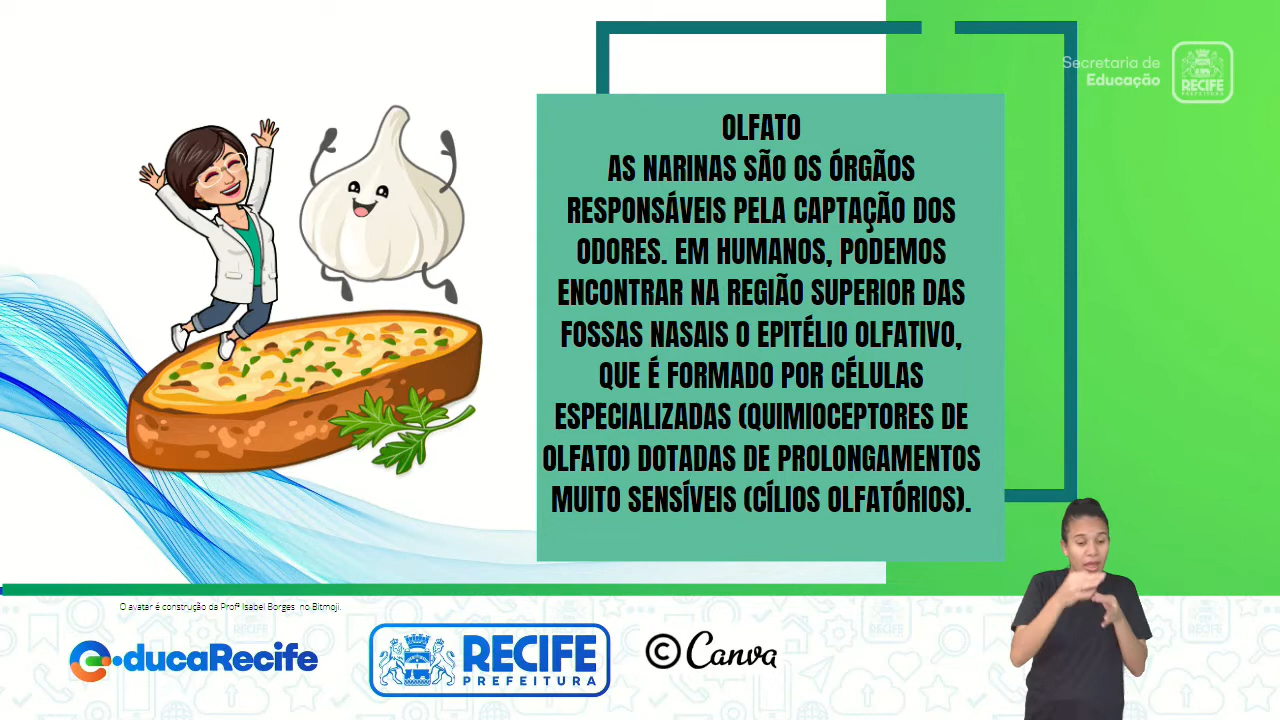 Secretaria de
Educação
RECIFE
PREFEITURA
OLFATO
AS NARINAS SÃO OS ÓRGÃOS
RESPONSÁVEIS PELA CAPTAÇÃO DOS
ODORES. EM HUMANOS, PODEMOS
ENCONTRAR NA REGIÃO SUPERIOR DAS
FOSSAS NASAIS O EPITÉLIO OLFATIVO,
QUE É FORMADO POR CÉLULAS
ESPECIALIZADAS (QUIMIOCEPTORES DE
OLFATO) DOTADAS DE PROLONGAMENTOS
MUITO SENSÍVEIS (CÍLIOS OLFATÓRIOS).
O avatar é construção da Profª Isabel Borges no Bitmoji.
educaRecife
RECIFE
PREFEITURA
© Canva